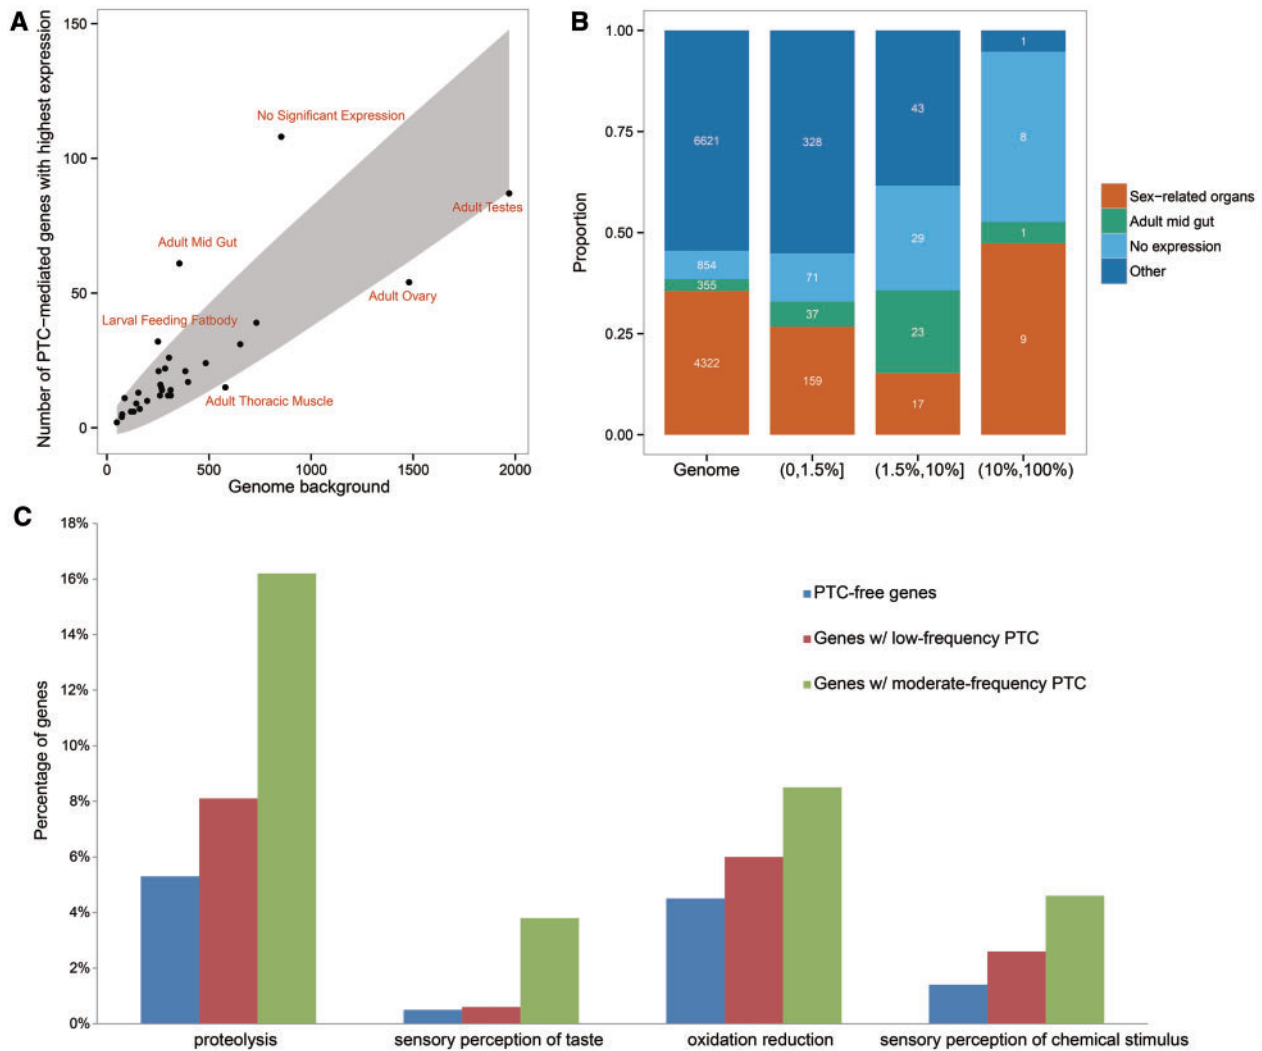 A
Number of PTC−mediated genes with highest expression
150
100
50
0
No Significant Expression
Adult Testes
Adult Mid Gut
Adult Ovary
Larval Feeding Fatbody
Adult Thoracic Muscle
0 500 1000 1500 2000
Genome background
B
Proportion
1.00
0.75
0.50
0.25
0.00
6621
854
355
4322
328
71
37
159
43
29
23
17
1
8
1
9
Genome (0,1.5%] (1.5%,10%] (10%,100%)
Sex−related organs
Adult mid gut
No expression
Other
C
Percentage of genes
18%
16%
14%
12%
10%
8%
6%
4%
2%
0%
PTC-free genes
Genes w/ low-frequency PTC
Genes w/ moderate-frequency PTC
proteolysis sensory perception of taste oxidation reduction sensory perception of chemical stimulus